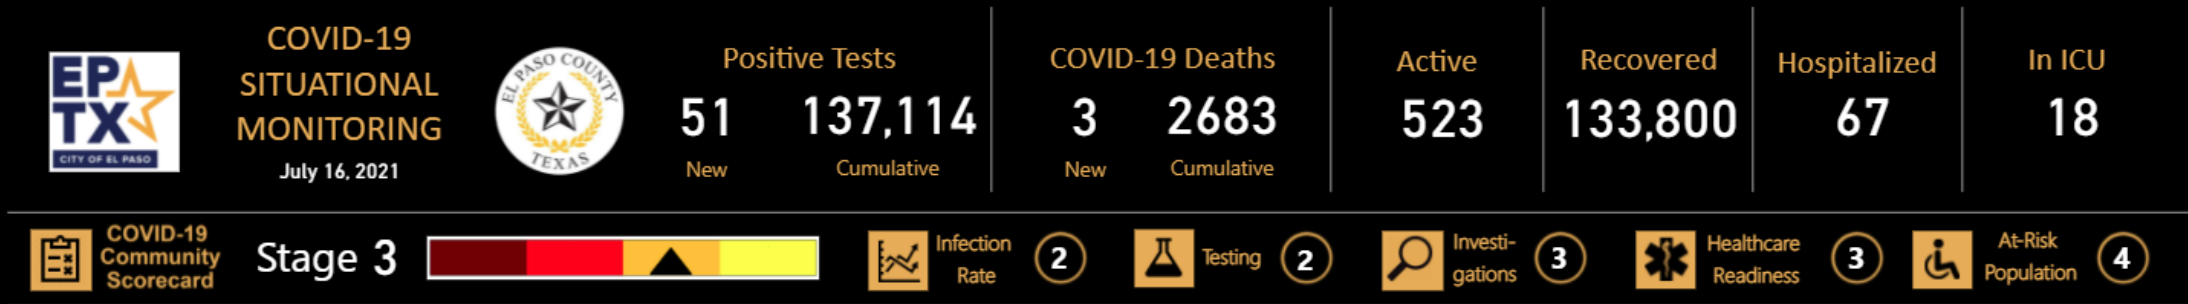 EP
TX
CITY OF EL PASO
COVID-19
SITUATIONAL
MONITORING
July 16, 2021
EL PASO COUNTY
TEXAS
Positive Tests
51 137,114
New Cumulative
COVID-19 Deaths
3 2683
New Cumulative
Active
523
Recovered
133,800
Hospitalized
67
In ICU
18
COVID-19
Community
Scorecard
Stage 3
Infection
Rate
2
Testing
2
Investi-
gations
3
Healthcare
Readiness
3
At-Risk
Population
4